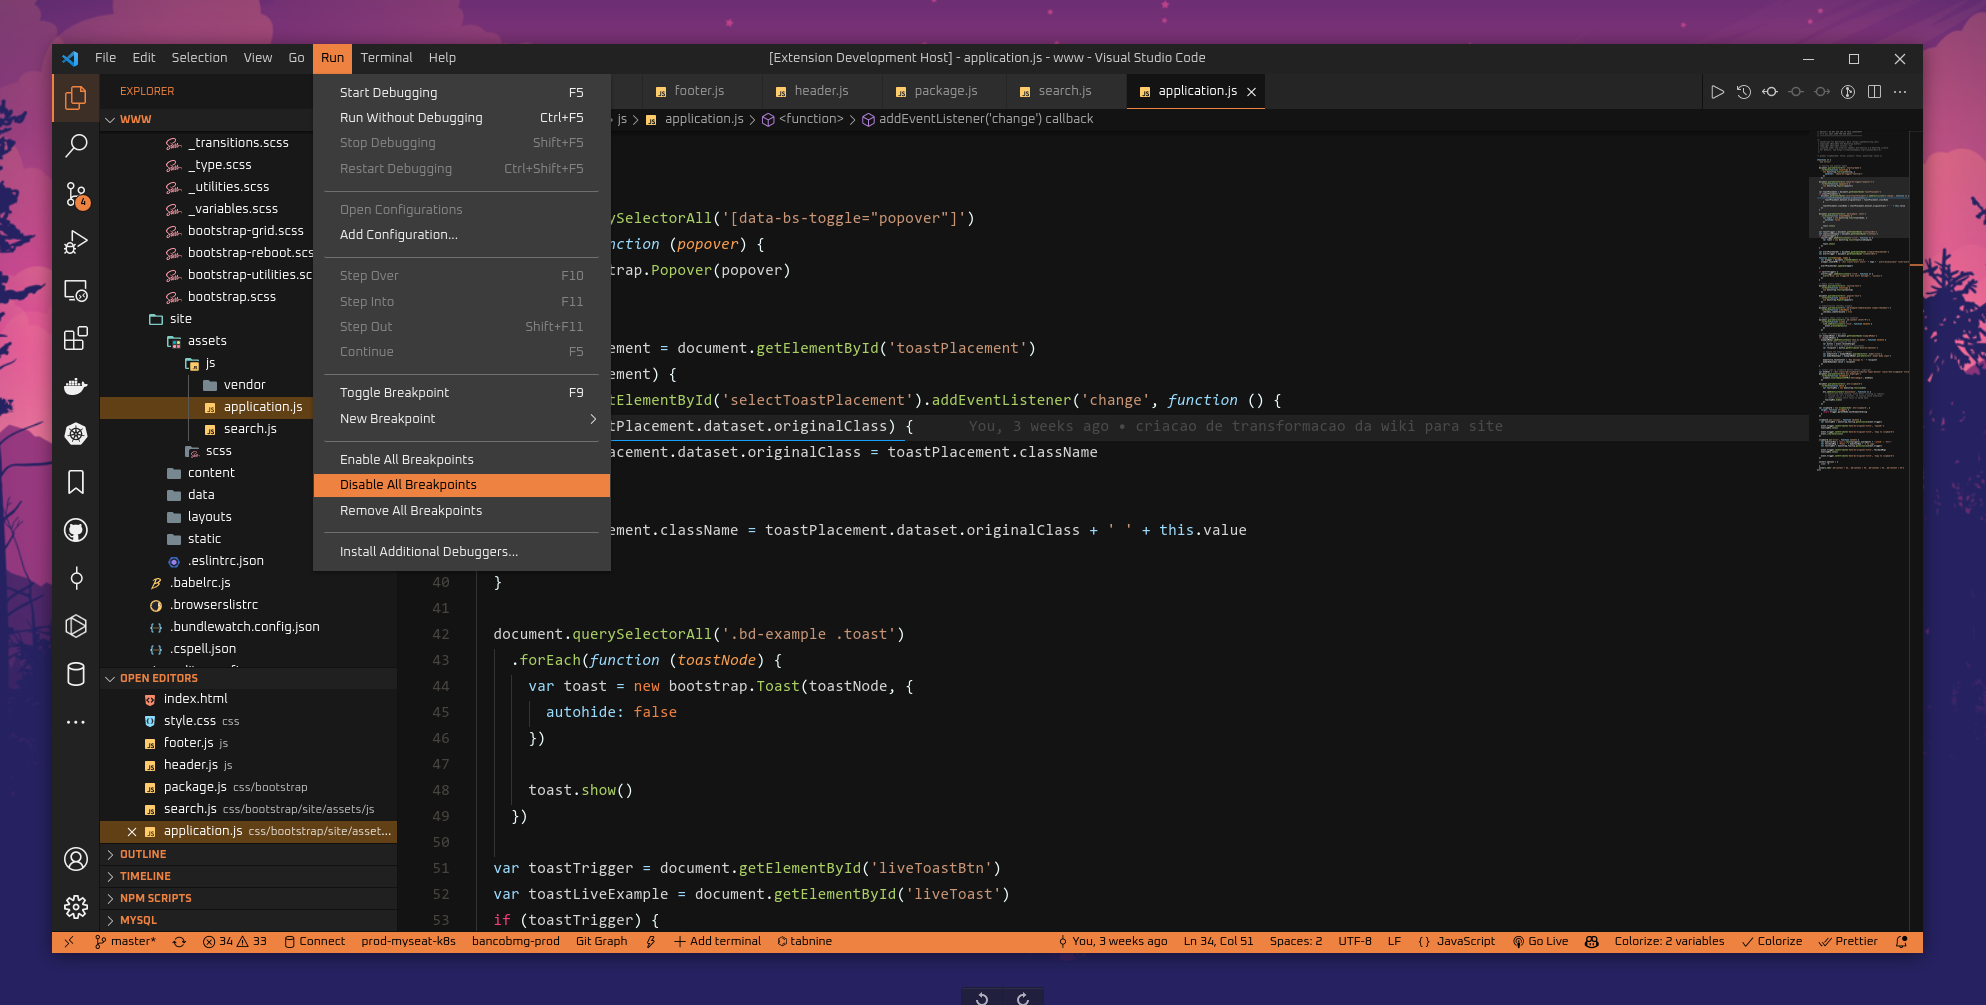 File Edit Selection View Go Run Terminal Help
[Extension Development Host] - application.js - www - Visual Studio Code
EXPLORER
WWW
_transitions.scss
_type.scss
_utilities.scss
_variables.scss
bootstrap-grid.scss
bootstrap-reboot.scs
bootstrap-utilities.sc
bootstrap.scss
site
assets
js
vendor
application.js
search.js
scss
content
data
layouts
static
.eslintrc.json
.babelrc.js
.browserslistrc
.bundlewatch.config.json
.cspell.json
OPEN EDITORS
index.html
style.css css
footer.js js
header.js js
package.js css/bootstrap
search.js css/bootstrap/site/assets/js
application.js css/bootstrap/site/asset...
OUTLINE
TIMELINE
NPM SCRIPTS
MYSQL
4
Start Debugging F5
Run Without Debugging Ctrl+F5
Stop Debugging Shift+F5
Restart Debugging Ctrl+Shift+F5
Open Configurations
Add Configuration...
Step Over F10
Step Into F11
Step Out Shift+F11
Continue F5
Toggle Breakpoint F9
New Breakpoint
Enable All Breakpoints
Disable All Breakpoints
Remove All Breakpoints
Install Additional Debuggers...
footer.js header.js package.js search.js application.js
js > application.js > <function> > addEventListener('change') callback
ySelectorAll('[data-bs-toggle="popover"]')
nction (popover) {
trap.Popover(popover)
ement = document.getElementById('toastPlacement')
ement) {
tElementById('selectToastPlacement').addEventListener('change', function () {
tPlacement.dataset.originalClass) { You, 3 weeks ago • criacao de transformacao da wiki para site
acement.dataset.originalClass = toastPlacement.className
ement.className = toastPlacement.dataset.originalClass + ' ' + this.value
40 }
41
42 document.querySelectorAll('.bd-example .toast')
43 .forEach(function (toastNode) {
44 var toast = new bootstrap.Toast(toastNode, {
45 autohide: false
46 })
47
48 toast.show()
49 })
50
51 var toastTrigger = document.getElementById('liveToastBtn')
52 var toastLiveExample = document.getElementById('liveToast')
53 if (toastTrigger) {
master* 34 33 Connect prod-myseat-k8s bancobmg-prod Git Graph Add terminal tabnine You, 3 weeks ago Ln 34, Col 51 Spaces: 2 UTF-8 LF {} JavaScript Go Live Colorize: 2 variables Colorize Prettier